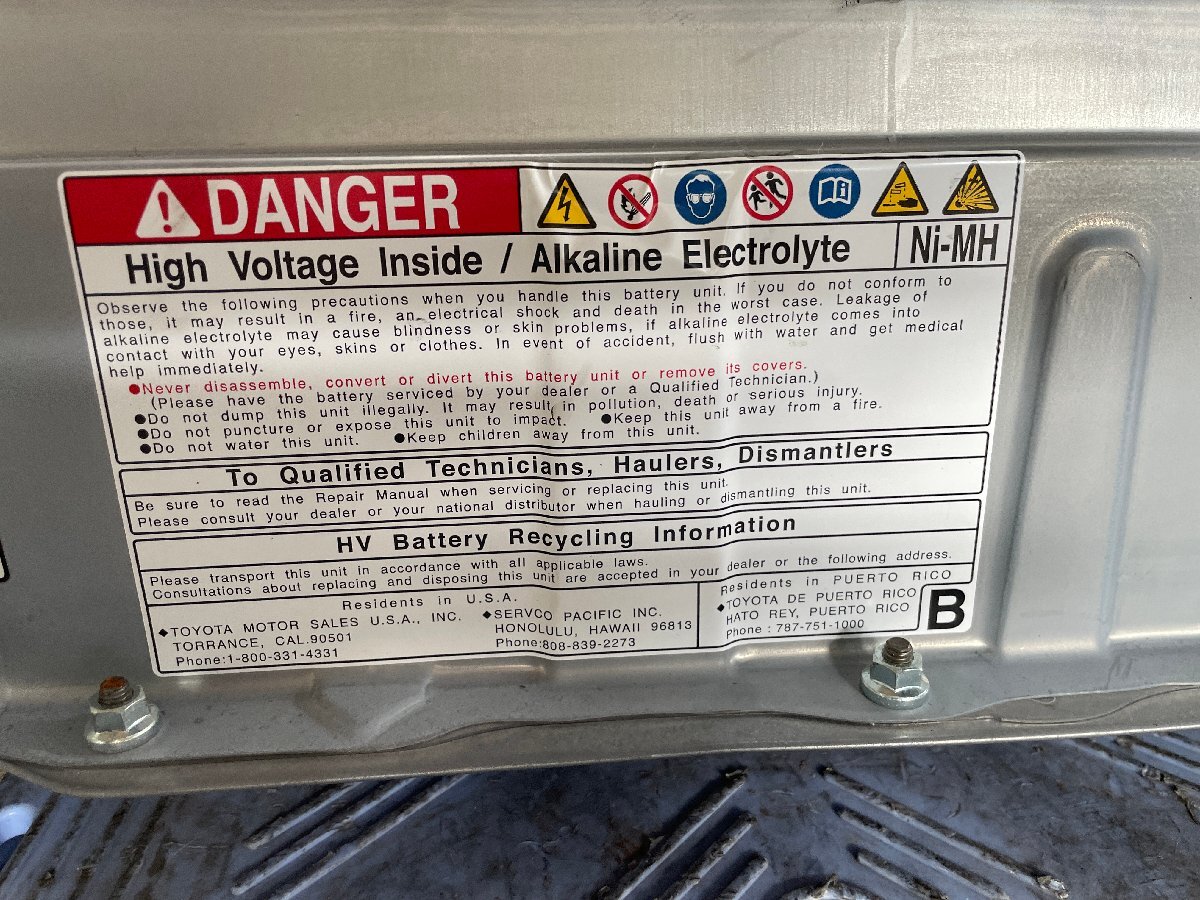 DANGER
High Voltage Inside / Alkaline Electrolyte
Ni-MH
Observe the following precautions when you handle this battery unit. If you do not conform to
those, it may result in a fire, an electrical shock and death in the worst case. Leakage of
alkaline electrolyte may cause blindness or skin problems, if alkaline electrolyte comes into
contact with your eyes, skins or clothes. In event of accident, flush with water and get medical
help immediately.
●Never disassemble, convert or divert this battery unit or remove its covers.
(Please have the battery serviced by your dealer or a Qualified Technician.)
●Do not dump this unit illegally. It may result in pollution, death or serious injury.
●Do not puncture or expose this unit to impact. ●Keep this unit away from a fire.
●Do not water this unit. ●Keep children away from this unit.
To Qualified Technicians, Haulers, Dismantlers
Be sure to read the Repair Manual when servicing or replacing this unit.
Please consult your dealer or your national distributor when hauling or dismantling this unit.
HV Battery Recycling Information
Please transport this unit in accordance with all applicable laws.
Consultations about replacing and disposing this unit are accepted in your dealer or the following address.
Residents in U.S.A.
◆TOYOTA MOTOR SALES U.S.A., INC.
TORRANCE, CAL.90501
Phone:1-800-331-4331
◆SERVCO PACIFIC INC.
HONOLULU, HAWAII 96813
Phone:808-839-2273
Residents in PUERTO RICO
◆TOYOTA DE PUERTO RICO
HATO REY, PUERTO RICO
Phone : 787-751-1000
B